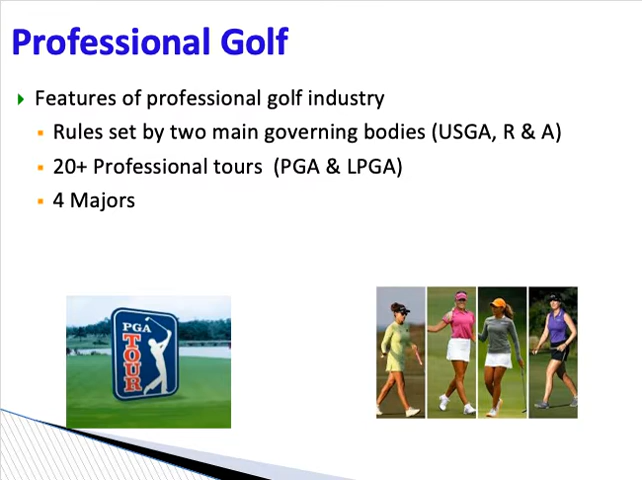 Professional Golf
Features of professional golf industry
Rules set by two main governing bodies (USGA, R & A)
20+ Professional tours  (PGA & LPGA)
4 Majors
PGA
TOUR